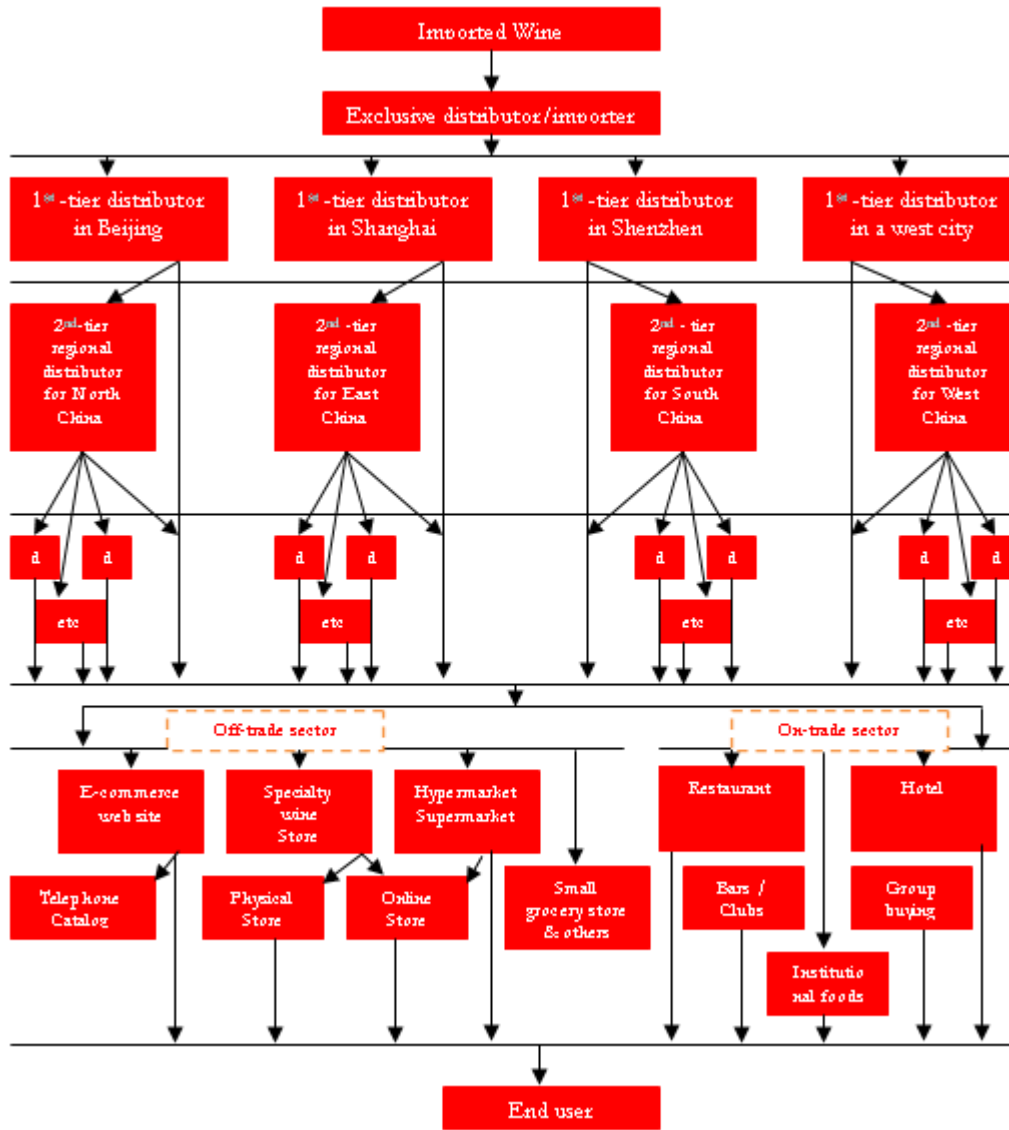 Imported Wine
Exclusive distributor/importer
1st -tier distributor
in Beijing
1st -tier distributor
in Shanghai
1st -tier distributor
in Shenzhen
1st -tier distributor
in a west city
2nd-tier
regional
distributor
for North
China
2nd -tier
regional
distributor
for East
China
2nd - tier
regional
distributor
for South
China
2nd -tier
regional
distributor
for West
China
d
d
etc
d
d
etc
d
d
etc
d
d
etc
Off-trade sector
On-trade sector
E-commerce
web site
Specialty
wine
Store
Hypermarket
Supermarket
Restaurant
Hotel
Telephone
Catalog
Physical
Store
Online
Store
Small
grocery store
& others
Bars /
Clubs
Group
buying
Institutio
nal foods
End user